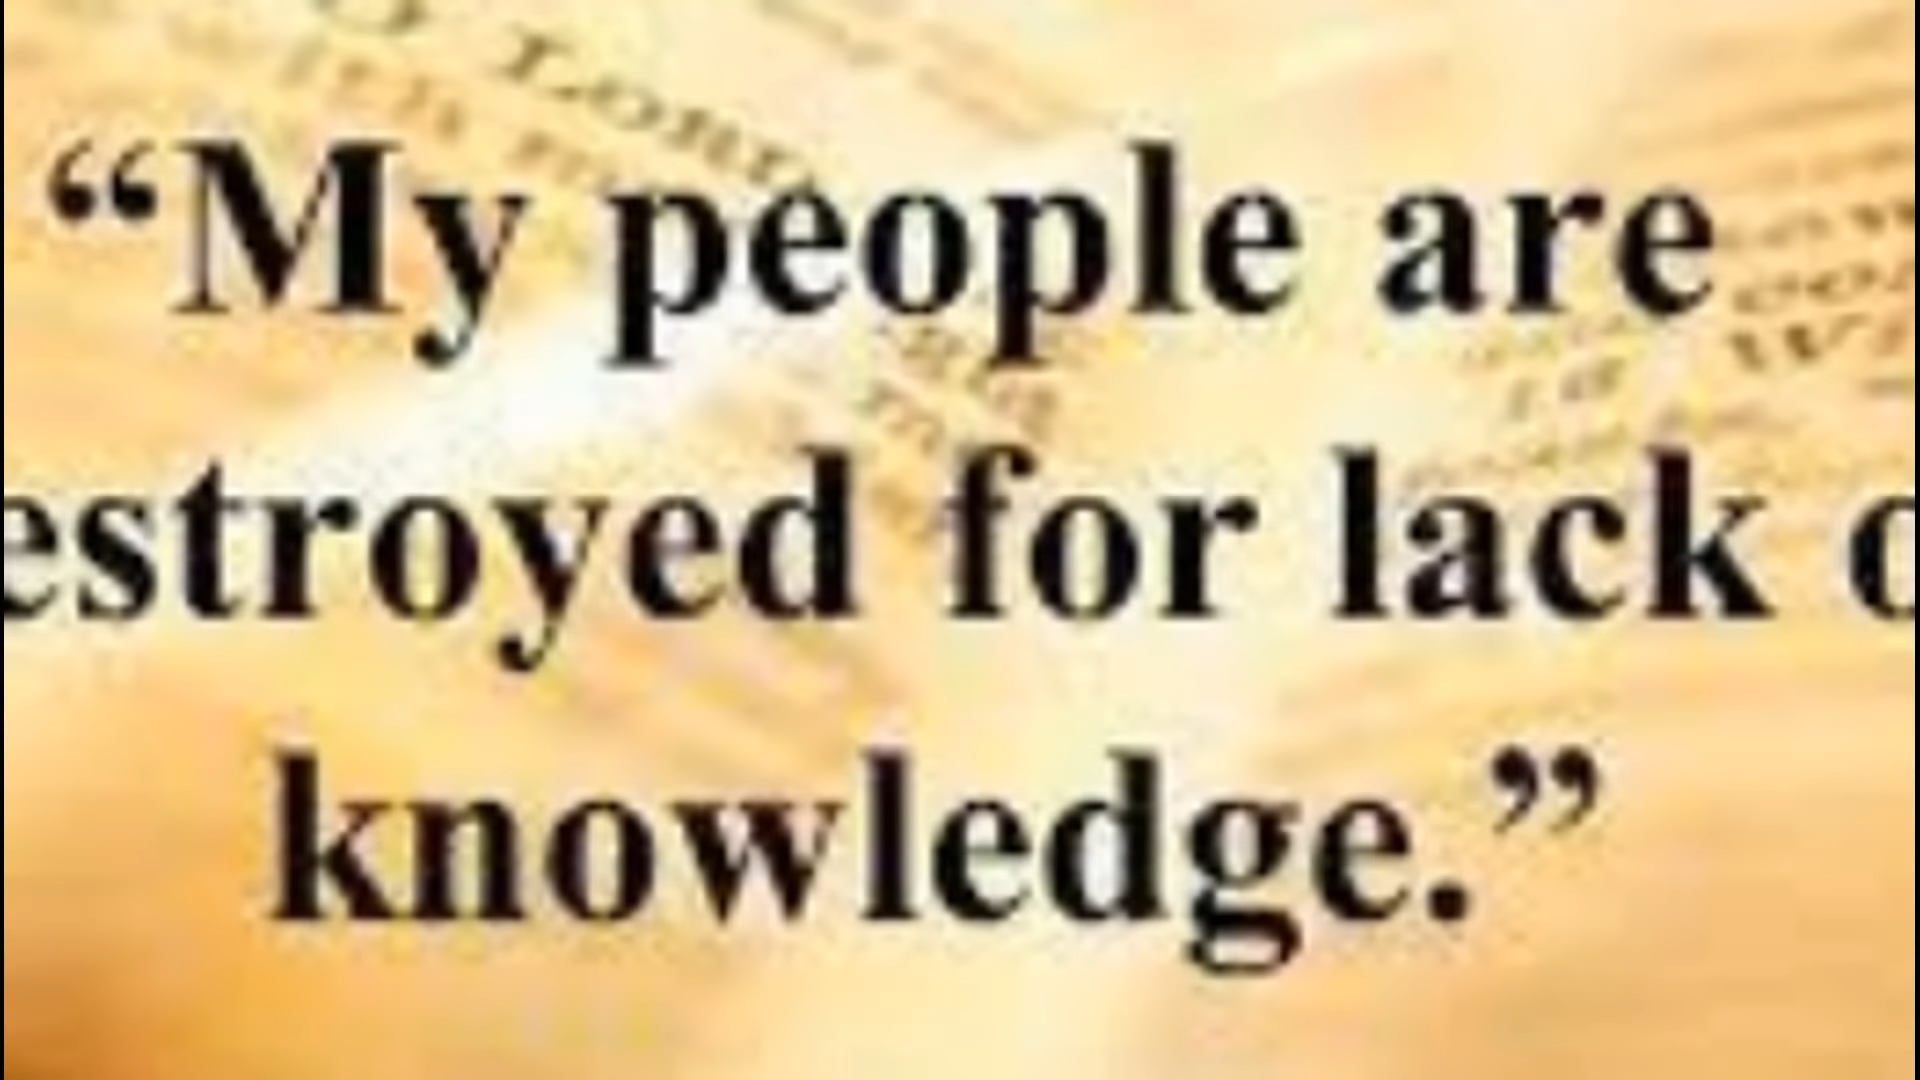 “My people are
estroyed for lack o
knowledge.”